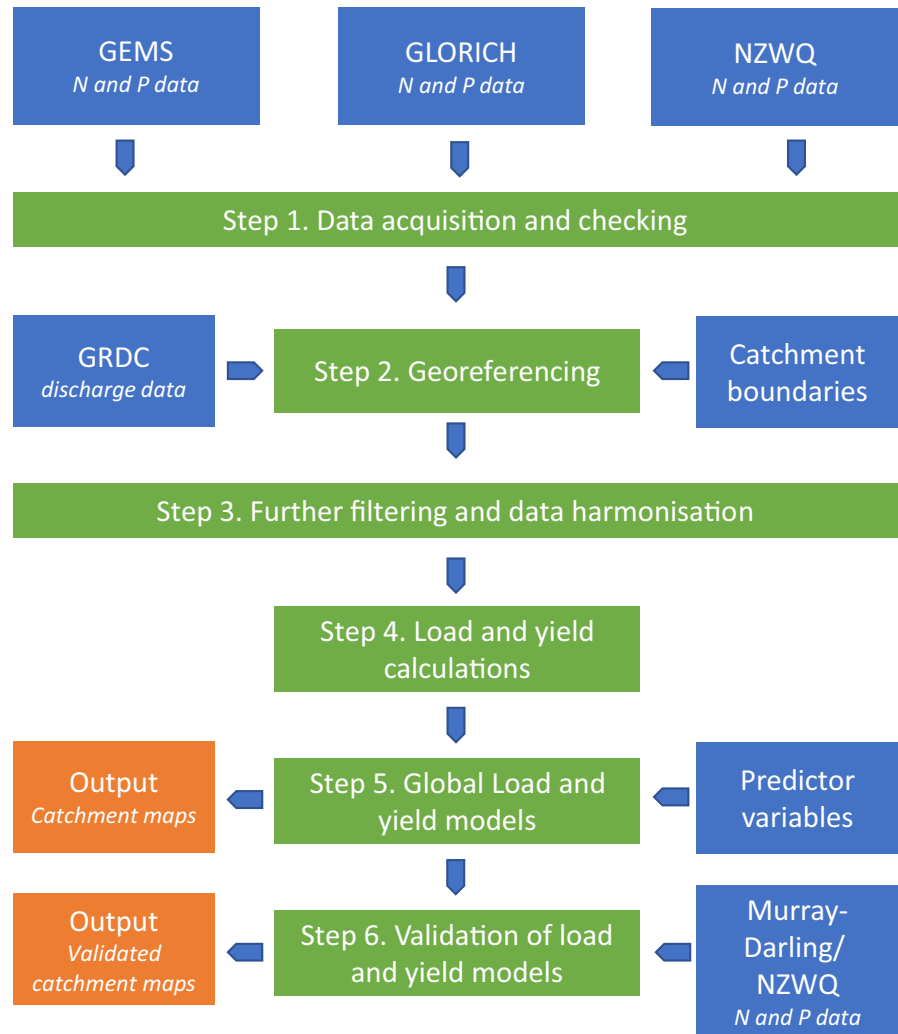 GEMS
N and P data
GLORICH
N and P data
NZWQ
N and P data
Step 1. Data acquisition and checking
GRDC
discharge data
Step 2. Georeferencing
Catchment
boundaries
Step 3. Further filtering and data harmonisation
Step 4. Load and yield
calculations
Output
Catchment maps
Step 5. Global Load and
yield models
Predictor
variables
Output
Validated
catchment maps
Step 6. Validation of load
and yield models
Murray-
Darling/
NZWQ
N and P data